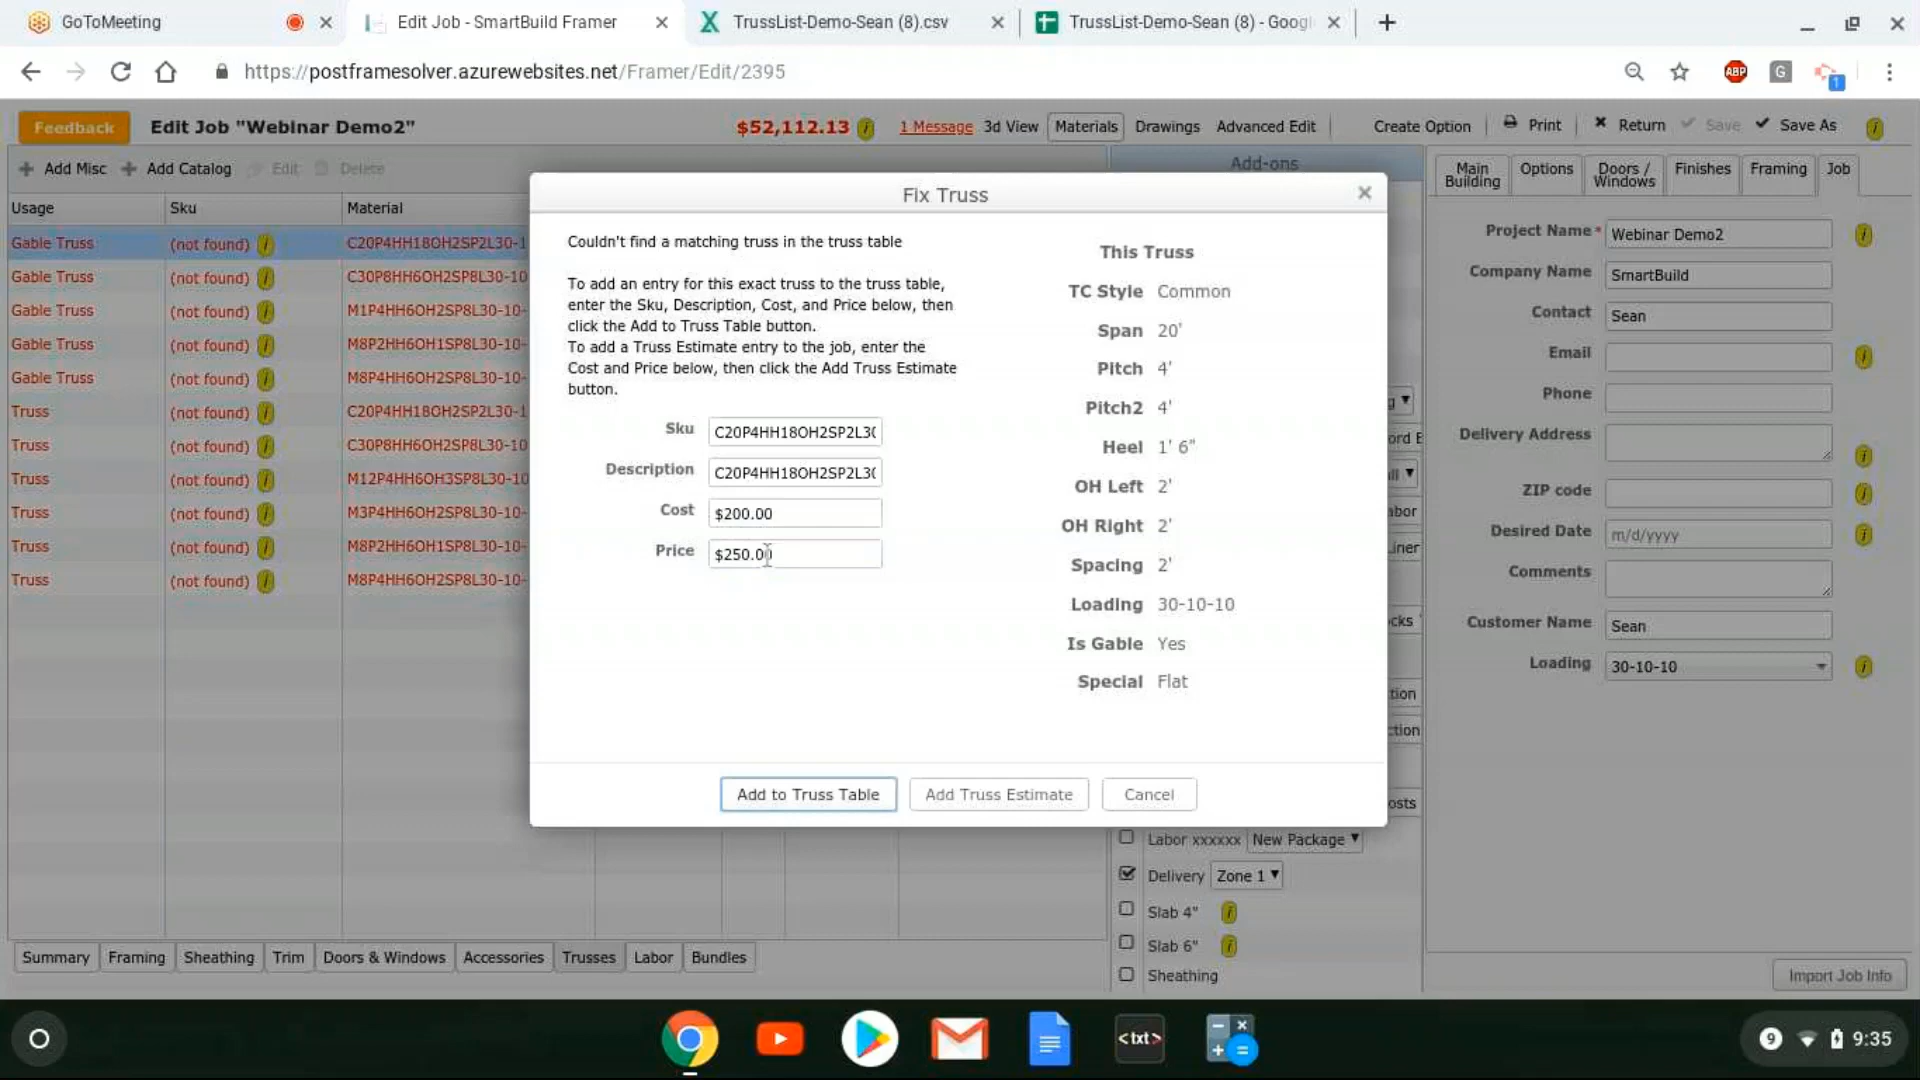 GoToMeeting
Edit Job - SmartBuild Framer
TrussList-Demo-Sean (8).csv
TrussList-Demo-Sean (8) - Goog
https://postframesolver.azurewebsites.net/Framer/Edit/2395
ABP
G
1
Feedback
Edit Job "Webinar Demo2"
$52,112.13
1 Message
3d View
Materials
Drawings
Advanced Edit
Create Option
Print
Return
Save
Save As
Add Misc
Add Catalog
Edit
Delete
Add-ons
Usage
Sku
Material
Gable Truss (not found) C20P4HH18OH2SP2L30-1
Gable Truss (not found) C30P8HH6OH2SP8L30-10
Gable Truss (not found) M1P4HH6OH2SP8L30-10-
Gable Truss (not found) M8P2HH6OH1SP8L30-10-
Gable Truss (not found) M8P4HH6OH2SP8L30-10-
Truss (not found) C20P4HH18OH2SP2L30-1
Truss (not found) C30P8HH6OH2SP8L30-10
Truss (not found) M12P4HH6OH3SP8L30-10
Truss (not found) M3P4HH6OH2SP8L30-10-
Truss (not found) M8P2HH6OH1SP8L30-10-
Truss (not found) M8P4HH6OH2SP8L30-10-
Fix Truss
Couldn't find a matching truss in the truss table
To add an entry for this exact truss to the truss table,
enter the Sku, Description, Cost, and Price below, then
click the Add to Truss Table button.
To add a Truss Estimate entry to the job, enter the
Cost and Price below, then click the Add Truss Estimate
button.
Sku C20P4HH18OH2SP2L3(
Description C20P4HH18OH2SP2L3(
Cost $200.00
Price $250.00
This Truss
TC Style Common
Span 20'
Pitch 4'
Pitch2 4'
Heel 1' 6"
OH Left 2'
OH Right 2'
Spacing 2'
Loading 30-10-10
Is Gable Yes
Special Flat
Add to Truss Table
Add Truss Estimate
Cancel
g
ord E
all
abor
Liner
cks
tion
ction
osts
Labor xxxxxx New Package
Delivery Zone 1
Slab 4"
Slab 6"
Sheathing
Main
Building
Options
Doors /
Windows
Finishes
Framing
Job
Project Name * Webinar Demo2
Company Name SmartBuild
Contact Sean
Email
Phone
Delivery Address
ZIP code
Desired Date m/d/yyyy
Comments
Customer Name Sean
Loading 30-10-10
Import Job Info
Summary
Framing
Sheathing
Trim
Doors & Windows
Accessories
Trusses
Labor
Bundles
<txt>
9
9:35